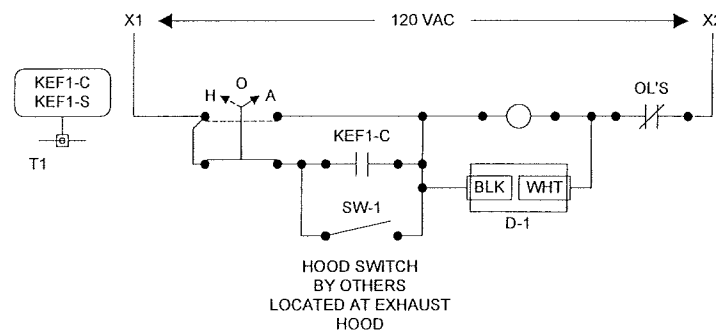 X1
120 VAC
X2
KEF1-C
KEF1-S
T1
H
O
A
OL'S
KEF1-C
BLK
WHT
D-1
SW-1
HOOD SWITCH
BY OTHERS
LOCATED AT EXHAUST
HOOD